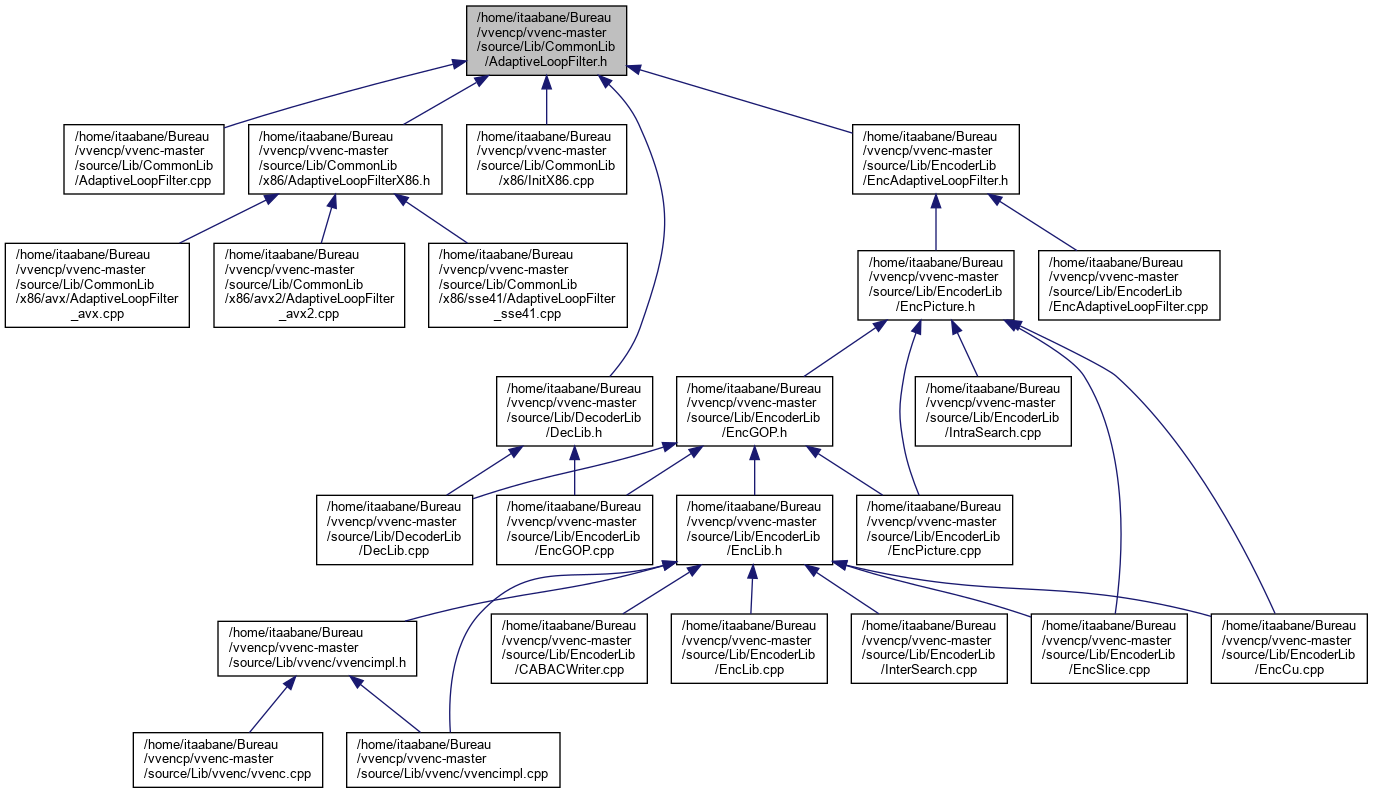 /home/itaabane/Bureau
/vvencp/vvenc-master
/source/Lib/CommonLib
/AdaptiveLoopFilter.h
/home/itaabane/Bureau
/vvencp/vvenc-master
/source/Lib/CommonLib
/AdaptiveLoopFilter.cpp
/home/itaabane/Bureau
/vvencp/vvenc-master
/source/Lib/CommonLib
/x86/AdaptiveLoopFilterX86.h
/home/itaabane/Bureau
/vvencp/vvenc-master
/source/Lib/CommonLib
/x86/InitX86.cpp
/home/itaabane/Bureau
/vvencp/vvenc-master
/source/Lib/EncoderLib
/EncAdaptiveLoopFilter.h
/home/itaabane/Bureau
/vvencp/vvenc-master
/source/Lib/CommonLib
/x86/avx/AdaptiveLoopFilter
_avx.cpp
/home/itaabane/Bureau
/vvencp/vvenc-master
/source/Lib/CommonLib
/x86/avx2/AdaptiveLoopFilter
_avx2.cpp
/home/itaabane/Bureau
/vvencp/vvenc-master
/source/Lib/CommonLib
/x86/sse41/AdaptiveLoopFilter
_sse41.cpp
/home/itaabane/Bureau
/vvencp/vvenc-master
/source/Lib/EncoderLib
/EncPicture.h
/home/itaabane/Bureau
/vvencp/vvenc-master
/source/Lib/EncoderLib
/EncAdaptiveLoopFilter.cpp
/home/itaabane/Bureau
/vvencp/vvenc-master
/source/Lib/DecoderLib
/DecLib.h
/home/itaabane/Bureau
/vvencp/vvenc-master
/source/Lib/EncoderLib
/EncGOP.h
/home/itaabane/Bureau
/vvencp/vvenc-master
/source/Lib/EncoderLib
/IntraSearch.cpp
/home/itaabane/Bureau
/vvencp/vvenc-master
/source/Lib/DecoderLib
/DecLib.cpp
/home/itaabane/Bureau
/vvencp/vvenc-master
/source/Lib/EncoderLib
/EncGOP.cpp
/home/itaabane/Bureau
/vvencp/vvenc-master
/source/Lib/EncoderLib
/EncLib.h
/home/itaabane/Bureau
/vvencp/vvenc-master
/source/Lib/EncoderLib
/EncPicture.cpp
/home/itaabane/Bureau
/vvencp/vvenc-master
/source/Lib/vvenc/vvencimpl.h
/home/itaabane/Bureau
/vvencp/vvenc-master
/source/Lib/EncoderLib
/CABACWriter.cpp
/home/itaabane/Bureau
/vvencp/vvenc-master
/source/Lib/EncoderLib
/EncLib.cpp
/home/itaabane/Bureau
/vvencp/vvenc-master
/source/Lib/EncoderLib
/InterSearch.cpp
/home/itaabane/Bureau
/vvencp/vvenc-master
/source/Lib/EncoderLib
/EncSlice.cpp
/home/itaabane/Bureau
/vvencp/vvenc-master
/source/Lib/EncoderLib
/EncCu.cpp
/home/itaabane/Bureau
/vvencp/vvenc-master
/source/Lib/vvenc/vvenc.cpp
/home/itaabane/Bureau
/vvencp/vvenc-master
/source/Lib/vvenc/vvencimpl.cpp